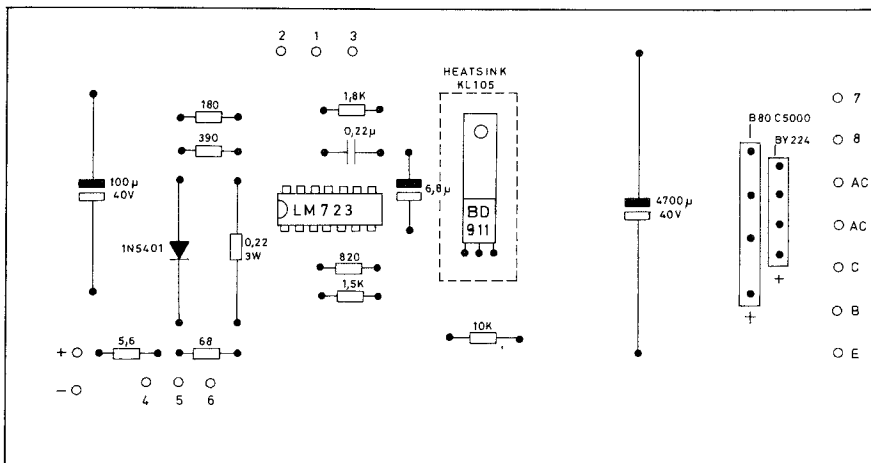 2 1 3
HEATSINK
KL105
7
180
1,8K
B80 C5000
BY224
390
0,22µ
8
100µ
40V
LM723
6,8µ
BD
911
4700µ
40V
AC
AC
1N5401
0,22
3W
820
1,5K
C
+
+
B
10K
+
5,6
68
E
−
4 5 6